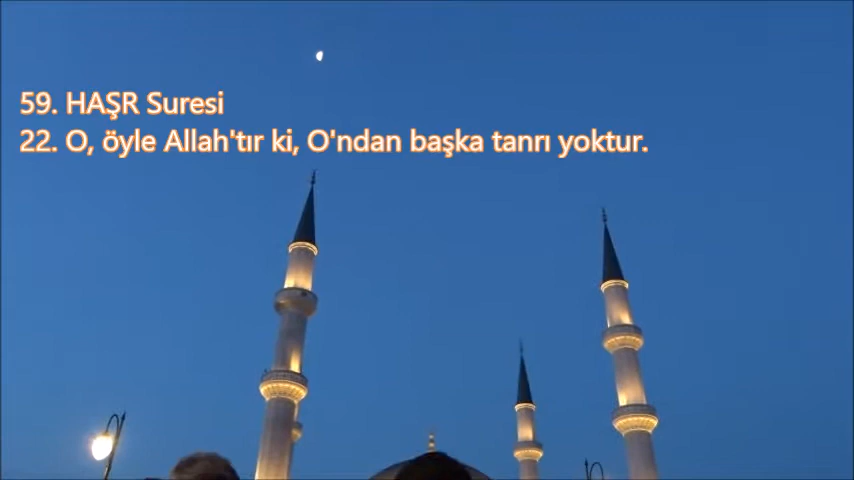 59. HAŞR Suresi
22. O, öyle Allah'tır ki, O'ndan başka tanrı yoktur.